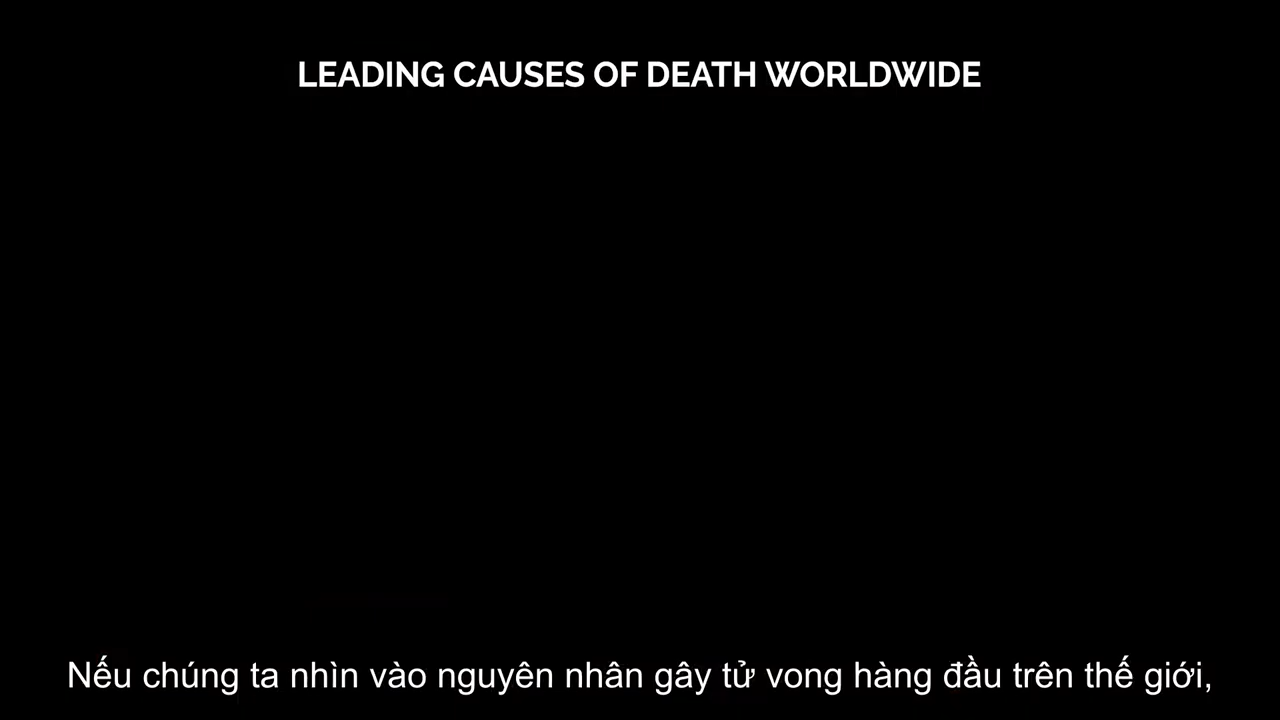 LEADING CAUSES OF DEATH WORLDWIDE
Nếu chúng ta nhìn vào nguyên nhân gây tử vong hàng đầu trên thế giới,